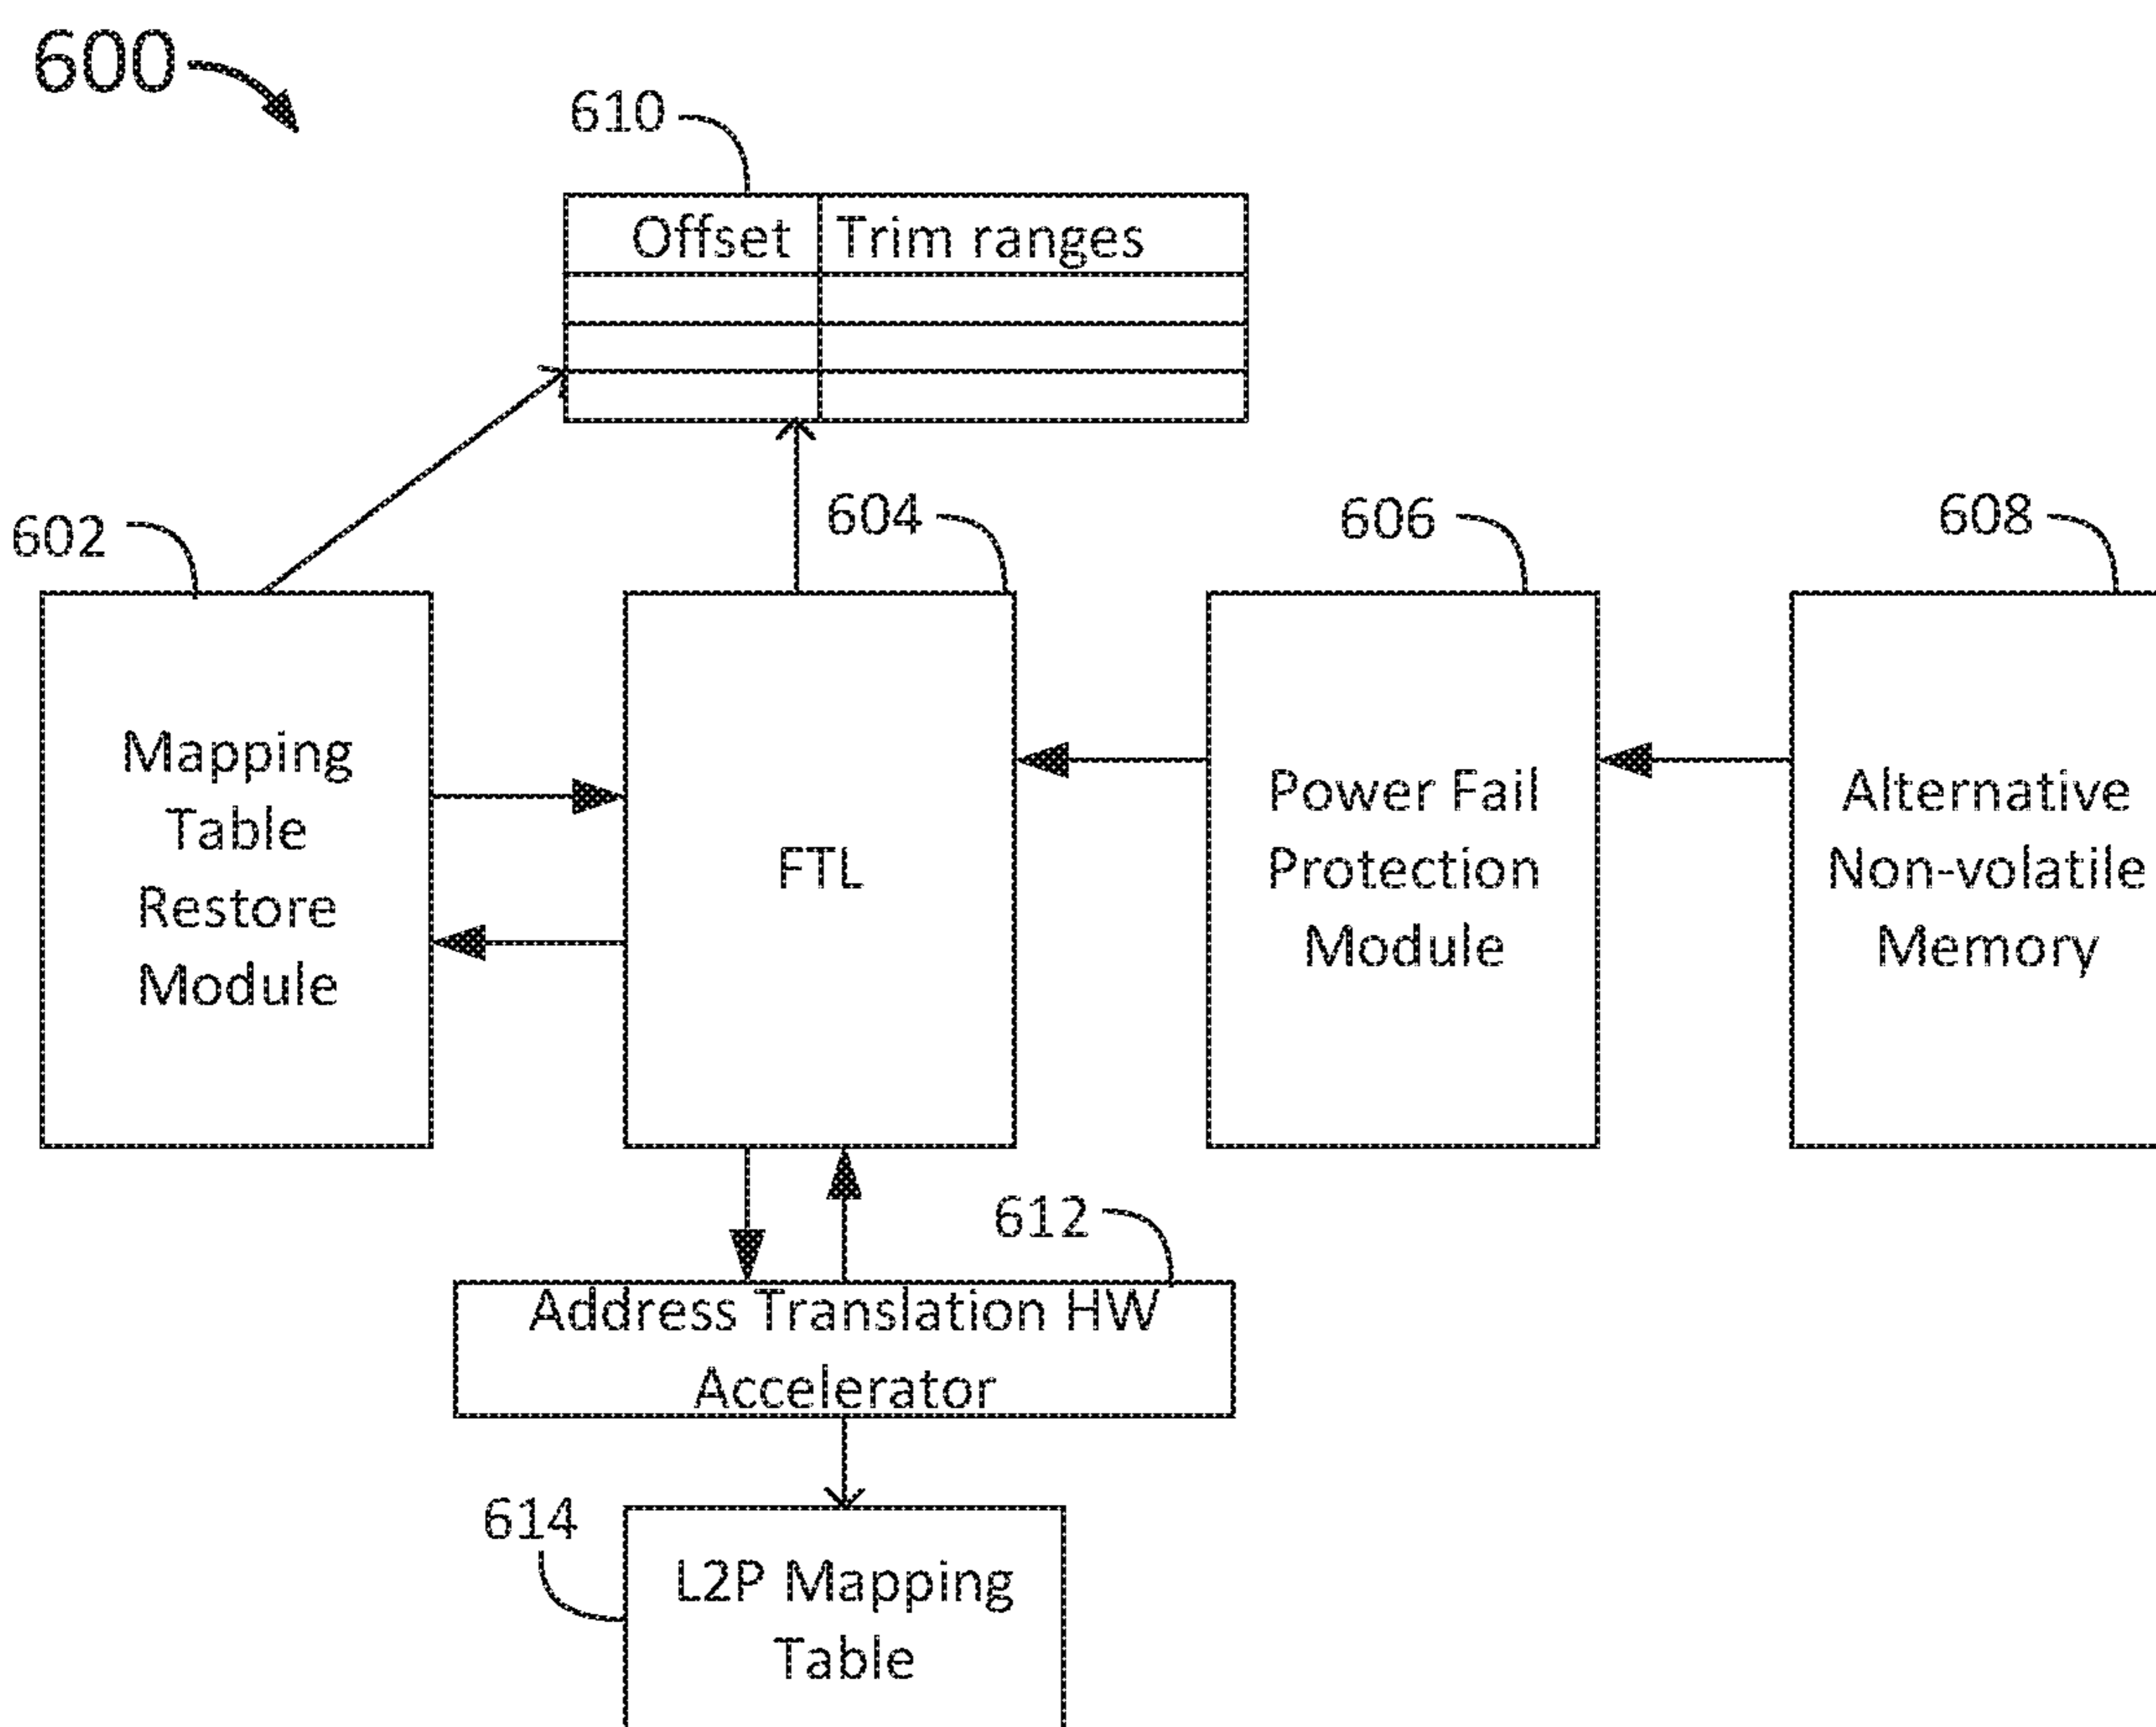 600
610
Offset Trim ranges
602
604
606
608
Mapping
Table
Restore
Module
FTL
Power Fail
Protection
Module
Alternative
Non-volatile
Memory
612
Address Translation HW
Accelerator
614
L2P Mapping
Table